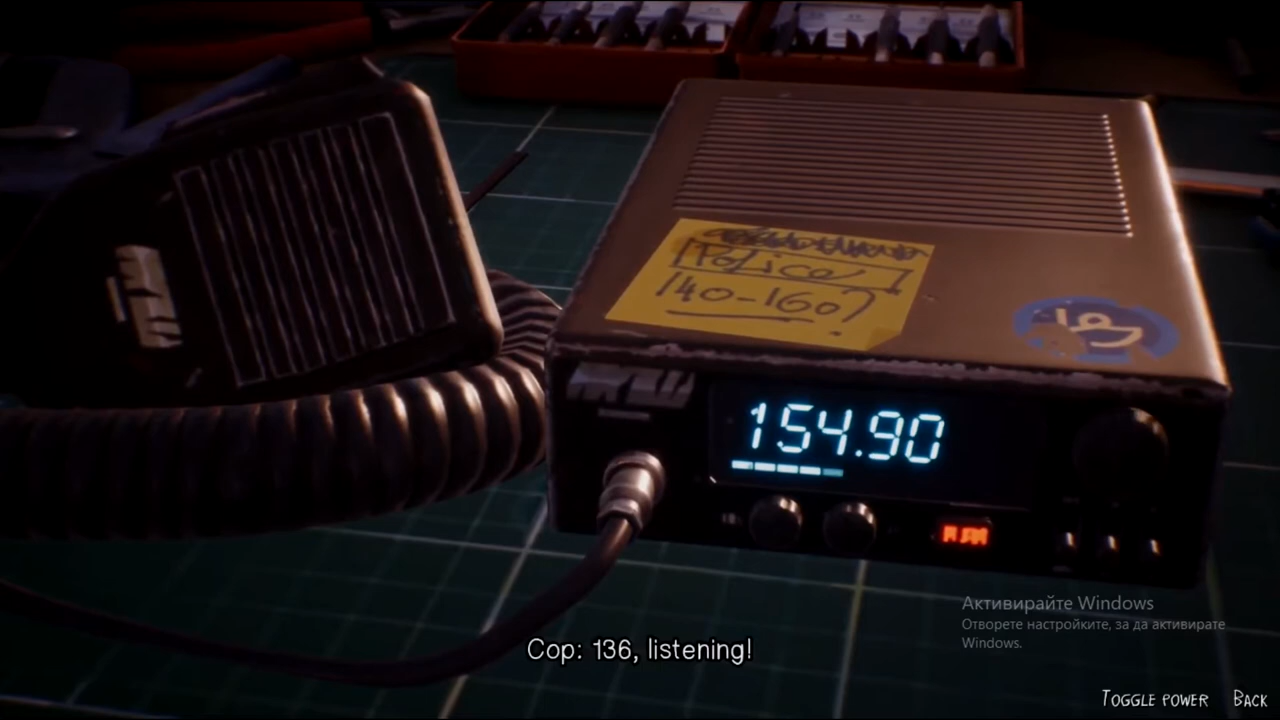 Police
140-160?
154.90
Активирайте Windows
Отворете настройките, за да активирате
Windows.
Cop: 136, listening!
TOGGLE POWER BACK